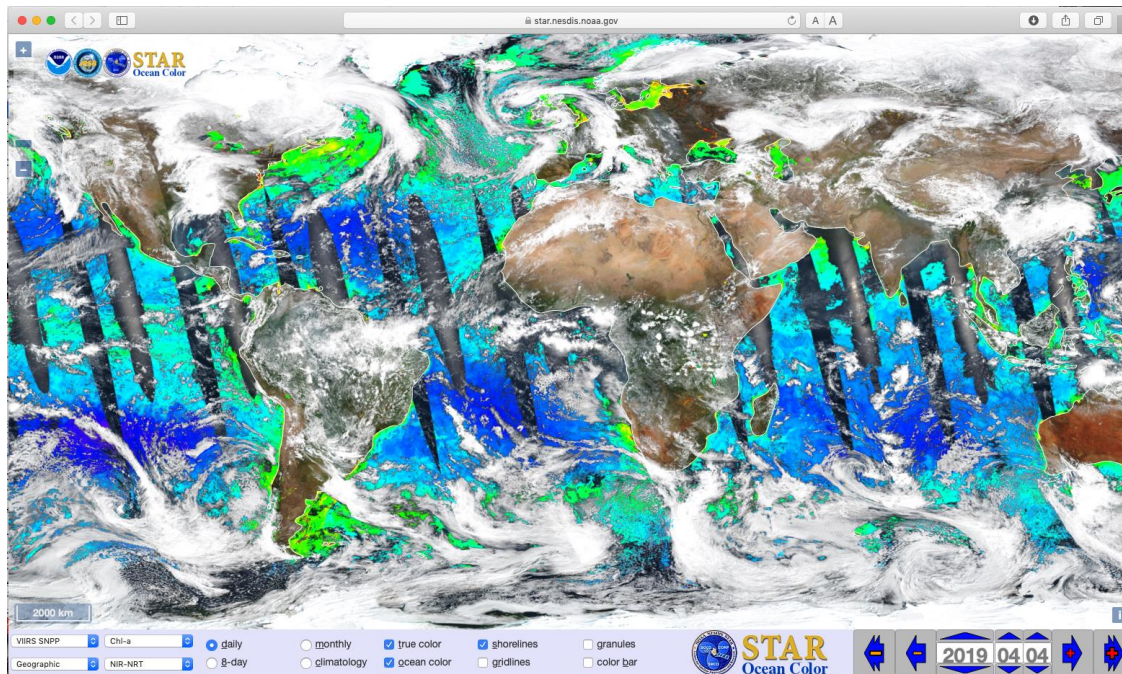 star.nesdis.noaa.gov
A A
+
STAR
Ocean Color
−
2000 km
i
VIIRS SNPP Chl-a daily monthly true color shorelines granules
Geographic NIR-NRT 8-day climatology ocean color gridlines color bar
STAR
Ocean Color
2019 04 04